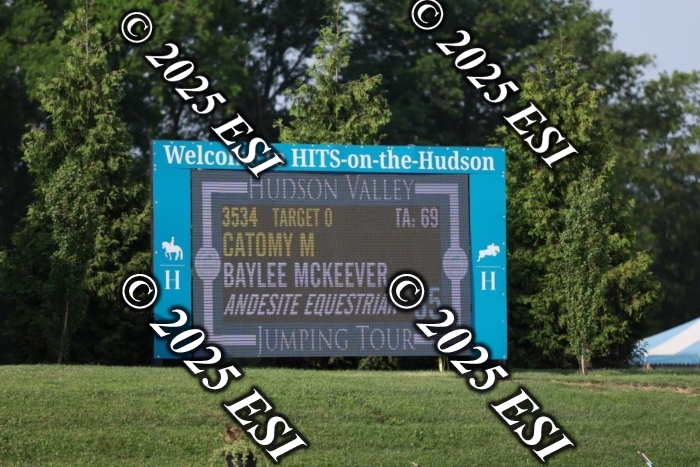 © 2025 ESI
© 2025 ESI
Welcome HITS-on-the-Hudson
HUDSON VALLEY
3534 TARGET 0 TA: 69
CATOMY M
BAYLEE MCKEEVER
ANDESITE EQUESTRIAN
H H
JUMPING TOUR
© 2025 ESI
© 2025 ESI